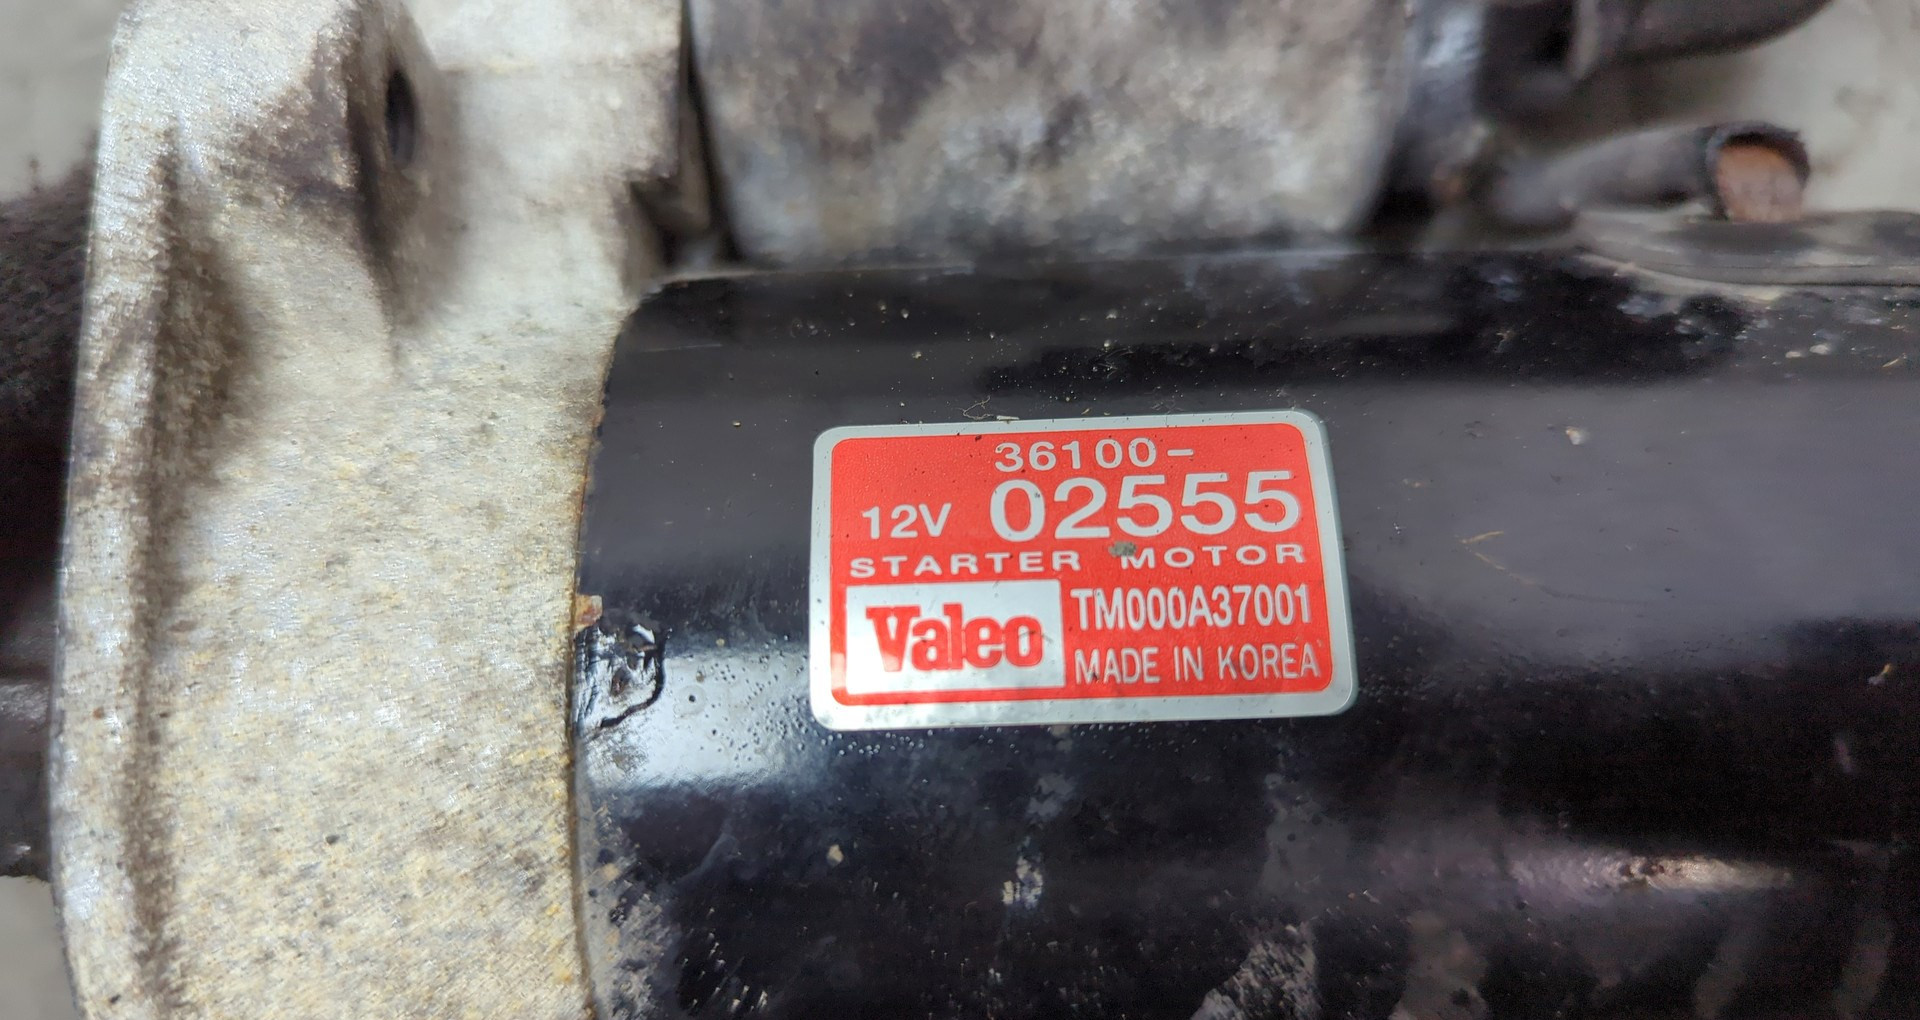 36100-
12V 02555
STARTER MOTOR
Valeo TM000A37001
MADE IN KOREA